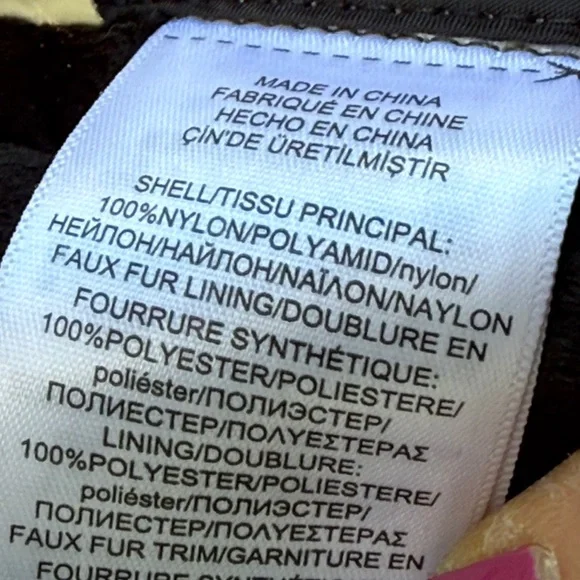 MADE IN CHINA
FABRIQUÉ EN CHINE
HECHO EN CHINA
ÇİN'DE ÜRETİLMİŞTİR
SHELL/TISSU PRINCIPAL:
100%NYLON/POLYAMID/nylon/
НЕЙЛОН/НАЙЛОН/ΝΑΪΛΟΝ/NAYLON
FAUX FUR LINING/DOUBLURE EN
FOURRURE SYNTHÉTIQUE:
100%POLYESTER/POLIESTERE/
poliéster/ПОЛИЭСТЕР/
ПОЛИЕСТЕР/ΠΟΛΥΕΣΤΕΡΑΣ
LINING/DOUBLURE:
100%POLYESTER/POLIESTERE/
poliéster/ПОЛИЭСТЕР/
ПОЛИЕСТЕР/ΠΟΛΥΕΣΤΕΡΑΣ
FAUX FUR TRIM/GARNITURE EN
FOURRURE